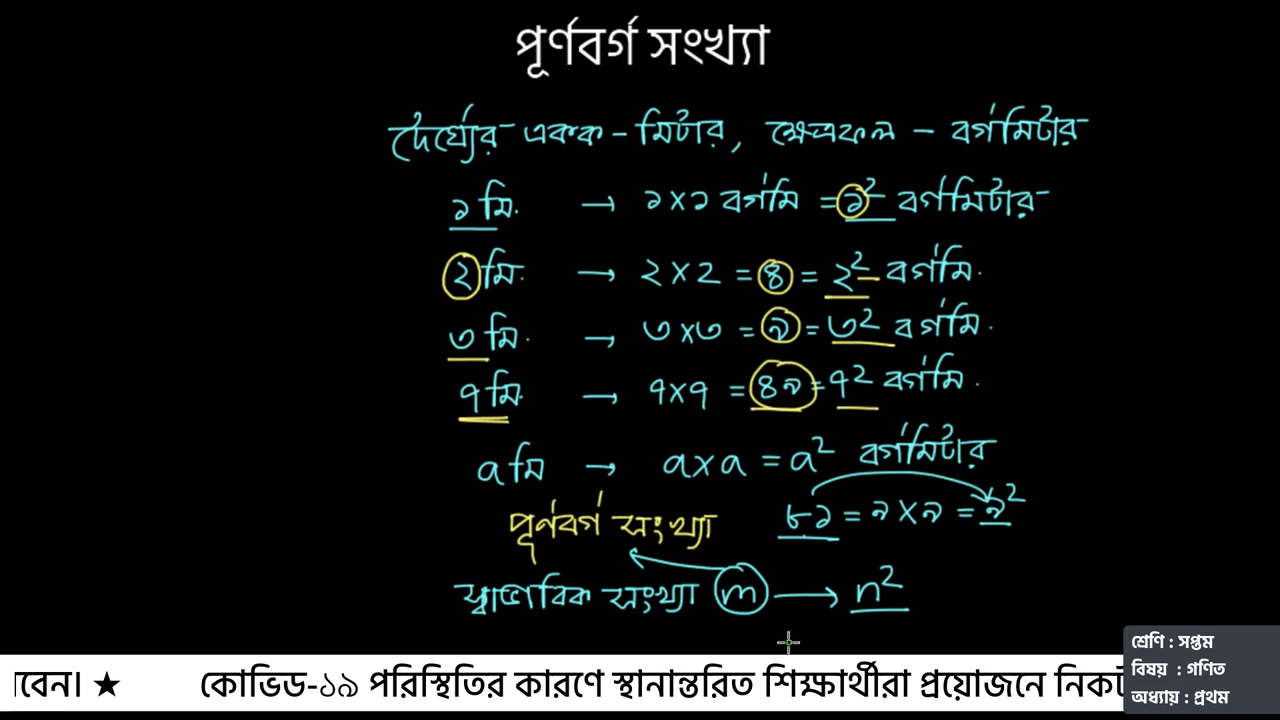 পূর্ণবর্গ সংখ্যা
দৈর্ঘ্যের একক - মিটার, ক্ষেত্রফল - বর্গমিটার
১ মি. → ১×১ বর্গমি = ১² বর্গমিটার
২ মি. → ২×2 = ৪ = ২² বর্গমি.
৩ মি. → ৩×৩ = ৯ = ৩² বর্গমি.
৭ মি. → ৭×৭ = ৪৯ = ৭² বর্গমি.
a মি → a×a = a² বর্গমিটার
৮১ = ৯×৯ = ৯²
পূর্ণবর্গ সংখ্যা
স্বাভাবিক সংখ্যা m → n²
শ্রেণি : সপ্তম
বিষয় : গণিত
অধ্যায় : প্রথম
বেন। ★ কোভিড-১৯ পরিস্থিতির কারণে স্থানান্তরিত শিক্ষার্থীরা প্রয়োজনে নিকট